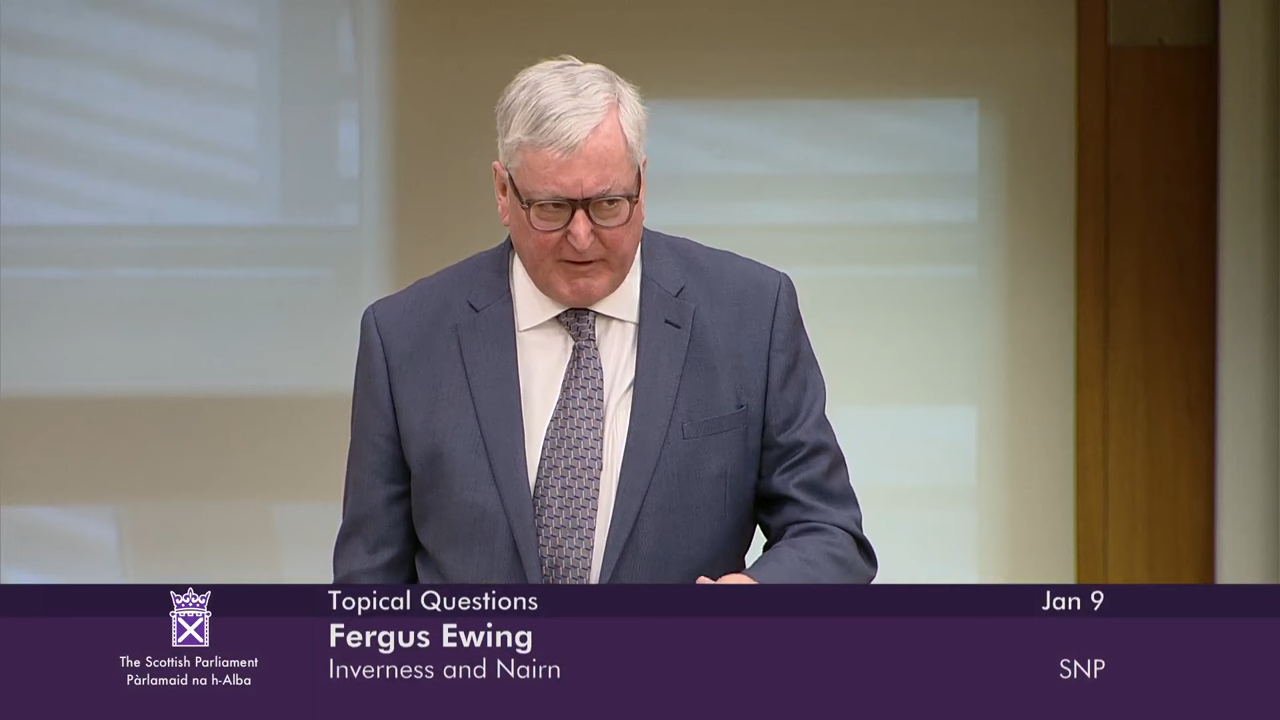 Topical Questions
Jan 9
Fergus Ewing
Inverness and Nairn
SNP
The Scottish Parliament
Pàrlamaid na h-Alba